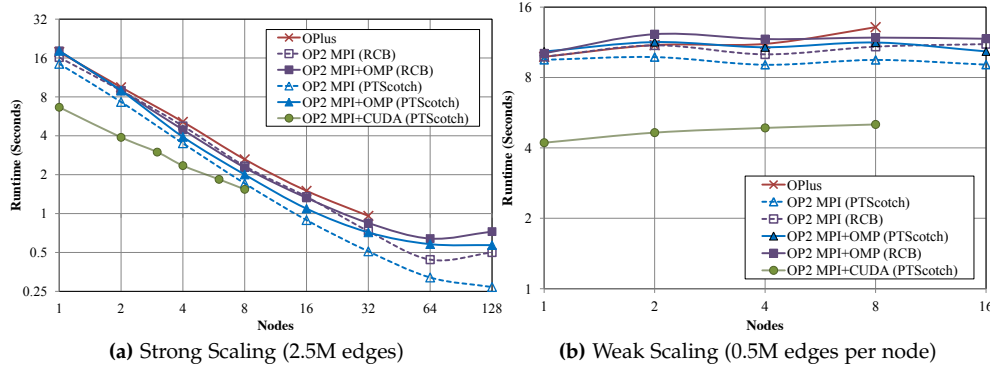 32
16
8
4
2
1
0.5
0.25
Runtime (Seconds)
OPlus
OP2 MPI (RCB)
OP2 MPI+OMP (RCB)
OP2 MPI (PTScotch)
OP2 MPI+OMP (PTScotch)
OP2 MPI+CUDA (PTScotch)
1 2 4 8 16 32 64 128
Nodes
(a) Strong Scaling (2.5M edges)
16
8
4
2
1
Runtime (Seconds)
OPlus
OP2 MPI (PTScotch)
OP2 MPI (RCB)
OP2 MPI+OMP (PTScotch)
OP2 MPI+OMP (RCB)
OP2 MPI+CUDA (PTScotch)
1 2 4 8 16
Nodes
(b) Weak Scaling (0.5M edges per node)